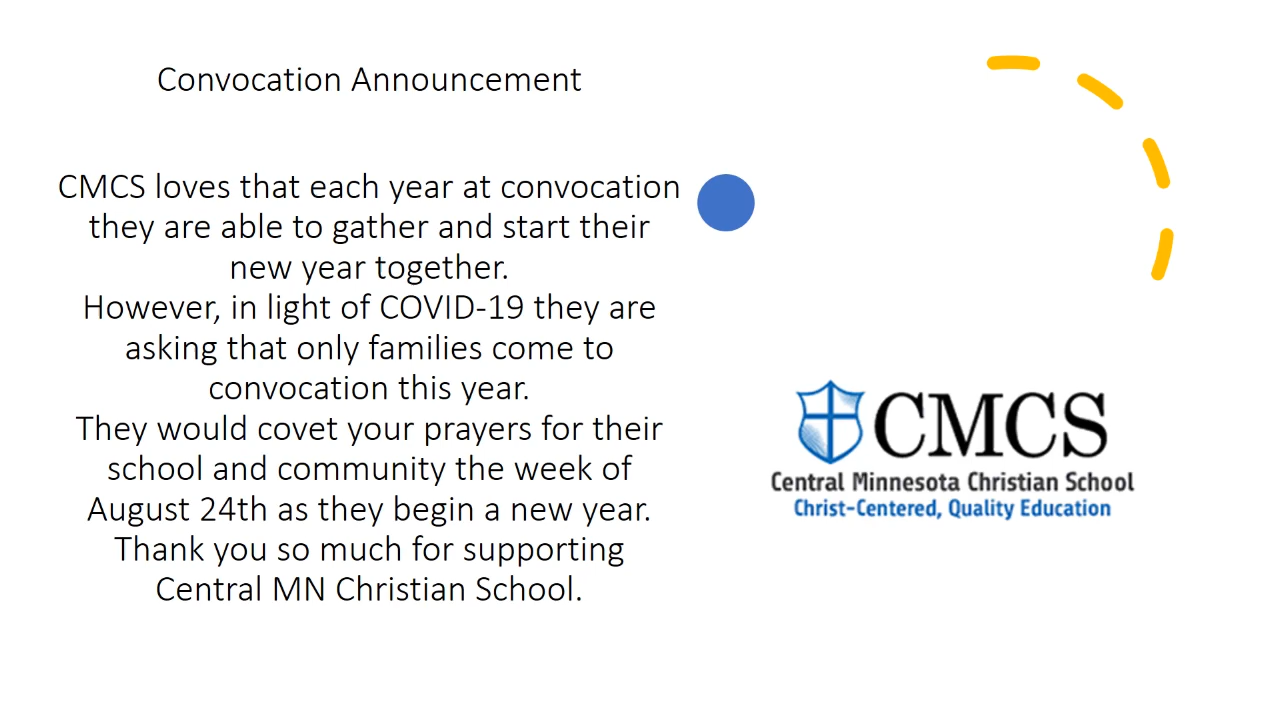 Convocation Announcement
CMCS loves that each year at convocation
they are able to gather and start their
new year together.
However, in light of COVID-19 they are
asking that only families come to
convocation this year.
They would covet your prayers for their
school and community the week of
August 24th as they begin a new year.
Thank you so much for supporting
Central MN Christian School.
CMCS
Central Minnesota Christian School
Christ-Centered, Quality Education